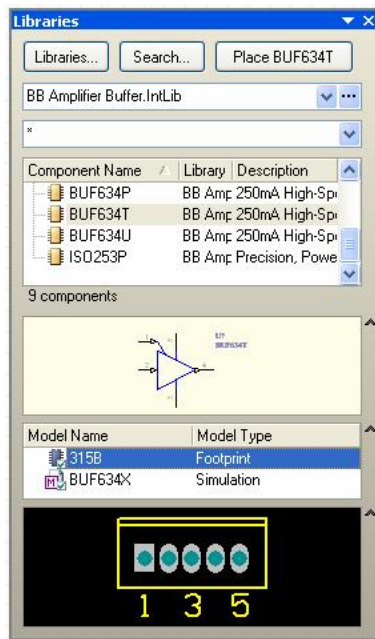 Libraries
Libraries... Search... Place BUF634T
BB Amplifier Buffer.IntLib ...
*
Component Name Library Description
BUF634P BB Amp 250mA High-Spe
BUF634T BB Amp 250mA High-Spe
BUF634U BB Amp 250mA High-Spe
ISO253P BB Amp Precision, Powe
9 components
U?
BUF634T
Model Name Model Type
315B Footprint
BUF634X Simulation
1 3 5